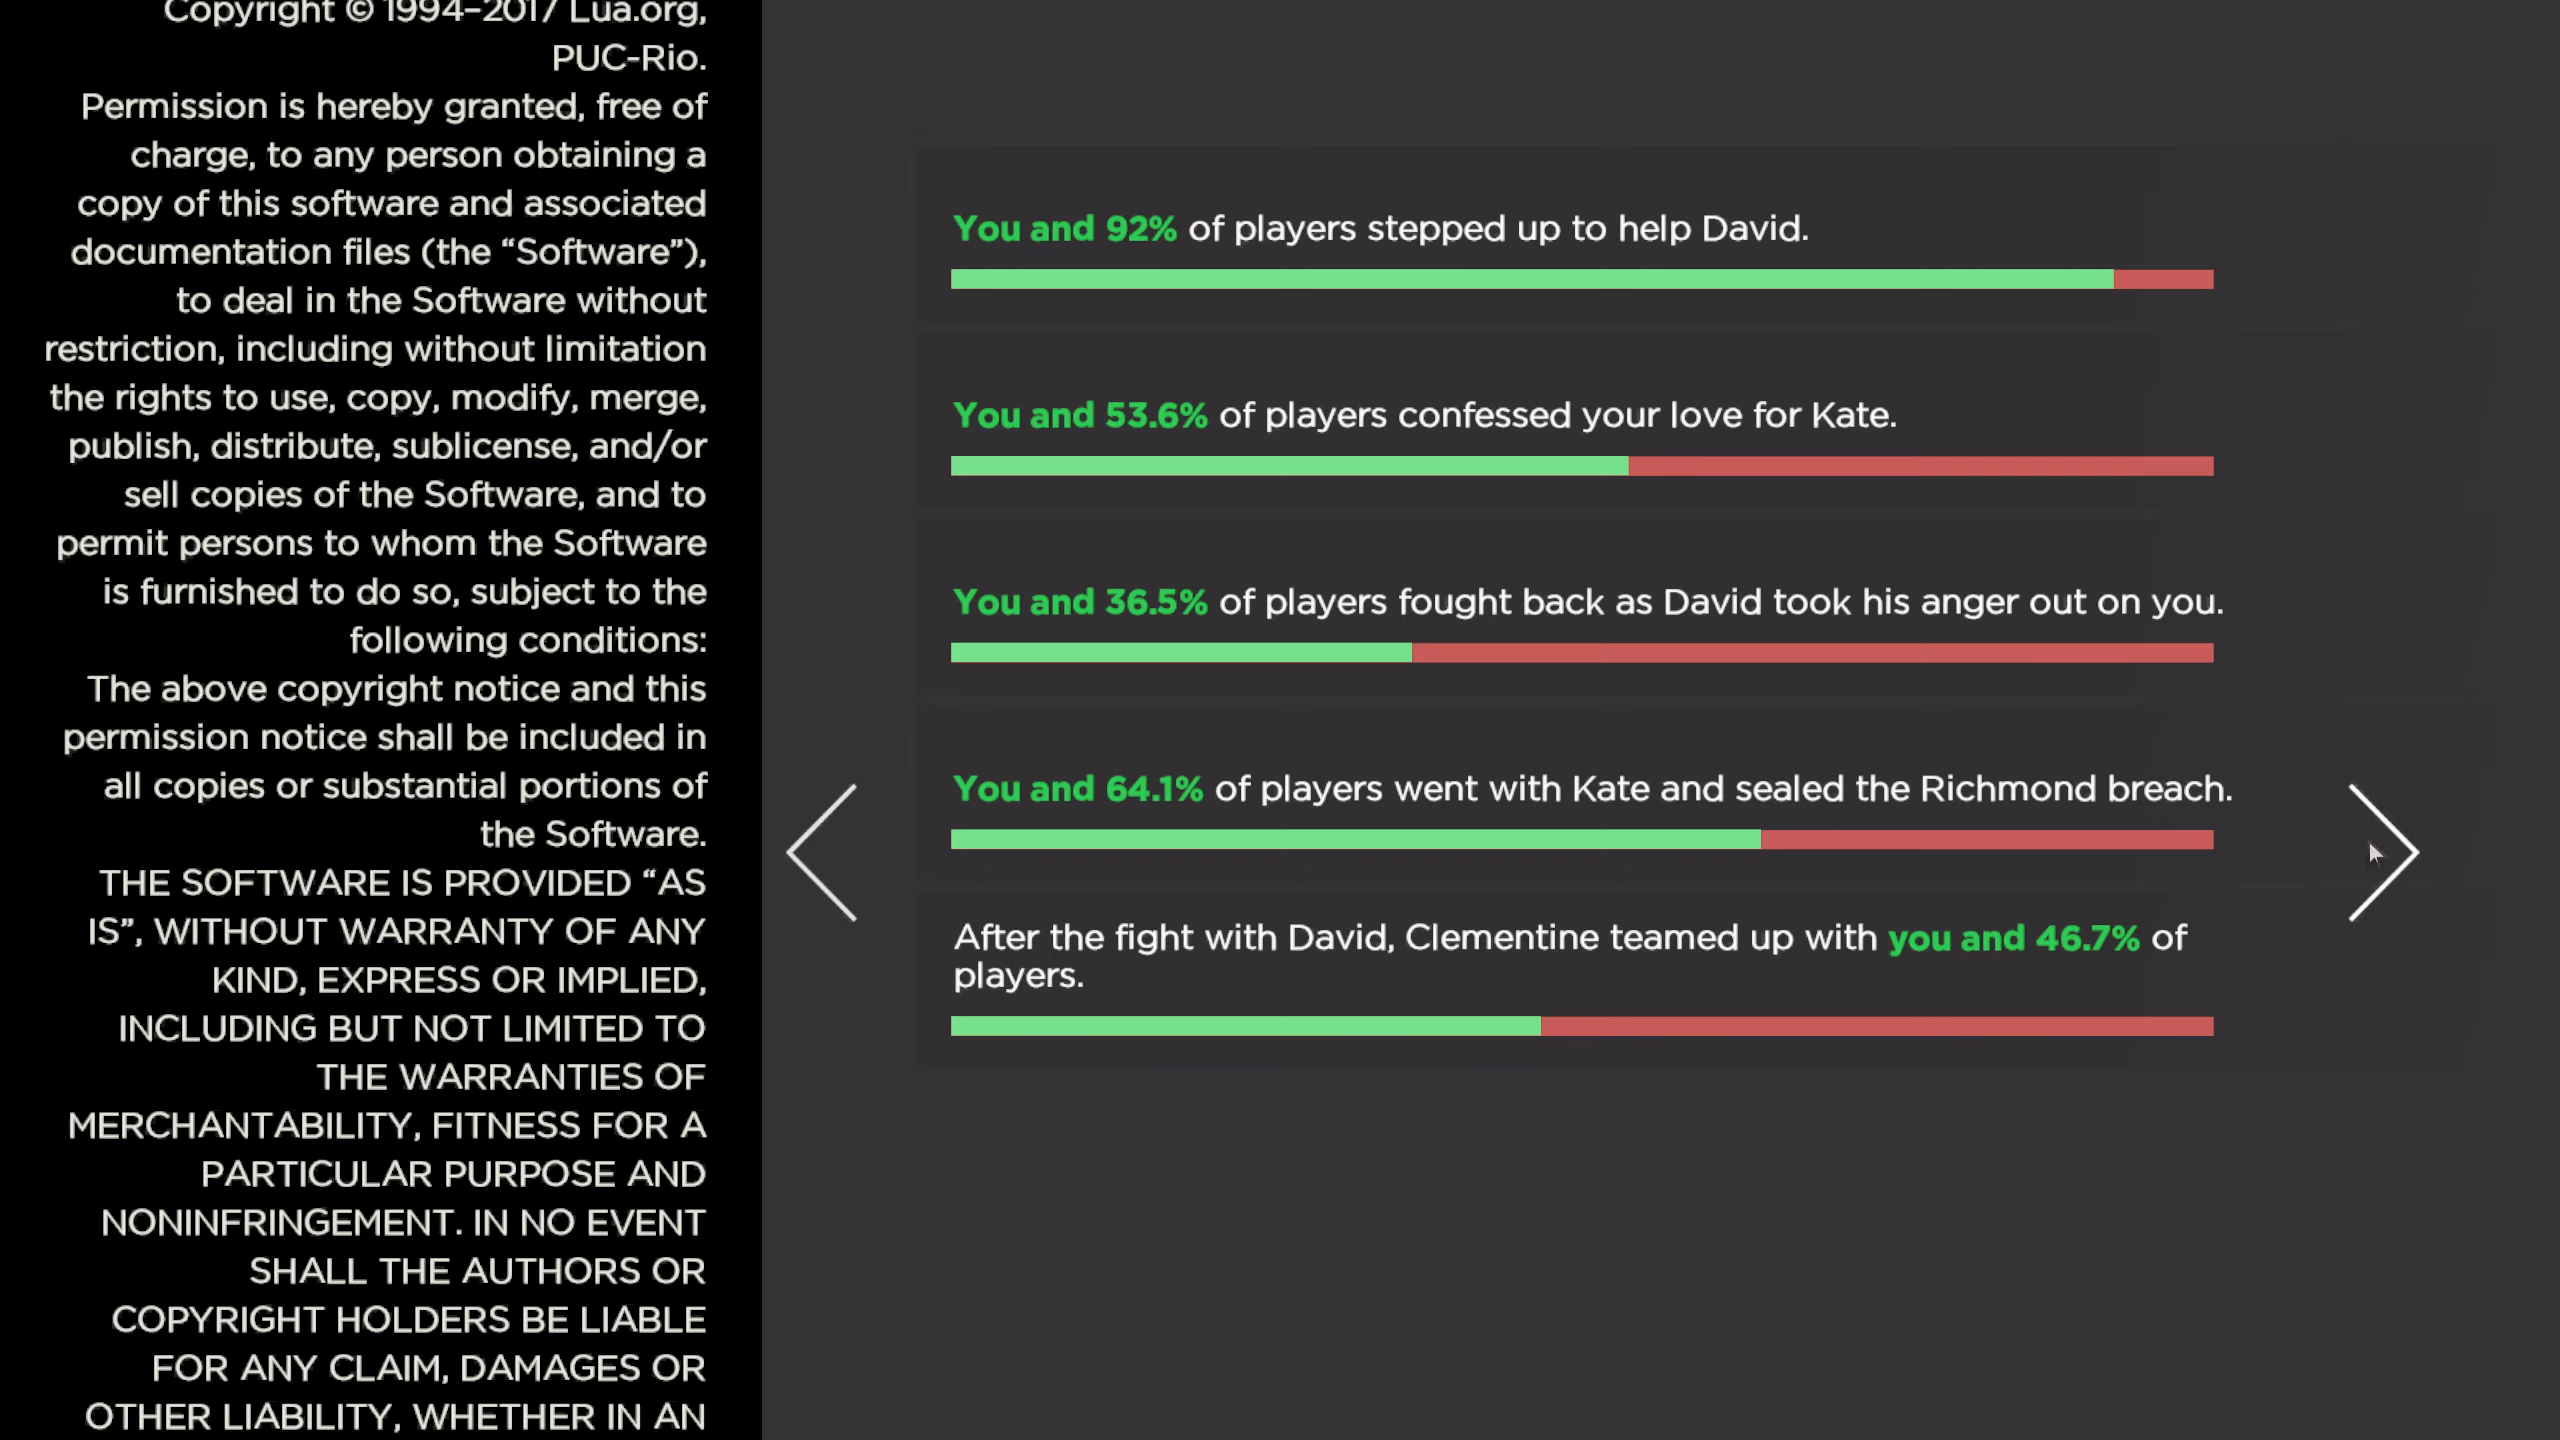 Copyright © 1994–2017 Lua.org,
PUC-Rio.
Permission is hereby granted, free of
charge, to any person obtaining a
copy of this software and associated
documentation files (the “Software”),
to deal in the Software without
restriction, including without limitation
the rights to use, copy, modify, merge,
publish, distribute, sublicense, and/or
sell copies of the Software, and to
permit persons to whom the Software
is furnished to do so, subject to the
following conditions:
The above copyright notice and this
permission notice shall be included in
all copies or substantial portions of
the Software.
THE SOFTWARE IS PROVIDED “AS
IS”, WITHOUT WARRANTY OF ANY
KIND, EXPRESS OR IMPLIED,
INCLUDING BUT NOT LIMITED TO
THE WARRANTIES OF
MERCHANTABILITY, FITNESS FOR A
PARTICULAR PURPOSE AND
NONINFRINGEMENT. IN NO EVENT
SHALL THE AUTHORS OR
COPYRIGHT HOLDERS BE LIABLE
FOR ANY CLAIM, DAMAGES OR
OTHER LIABILITY, WHETHER IN AN
You and 92% of players stepped up to help David.
You and 53.6% of players confessed your love for Kate.
You and 36.5% of players fought back as David took his anger out on you.
You and 64.1% of players went with Kate and sealed the Richmond breach.
After the fight with David, Clementine teamed up with you and 46.7% of
players.